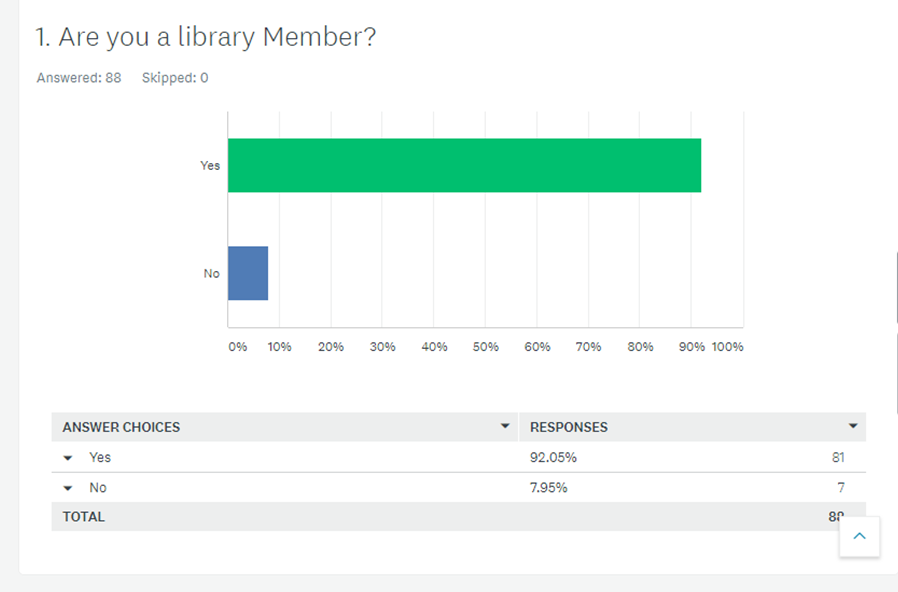 1. Are you a library Member?
Answered: 88 Skipped: 0
Yes
No
0% 10% 20% 30% 40% 50% 60% 70% 80% 90% 100%
ANSWER CHOICES RESPONSES
Yes 92.05% 81
No 7.95% 7
TOTAL 88